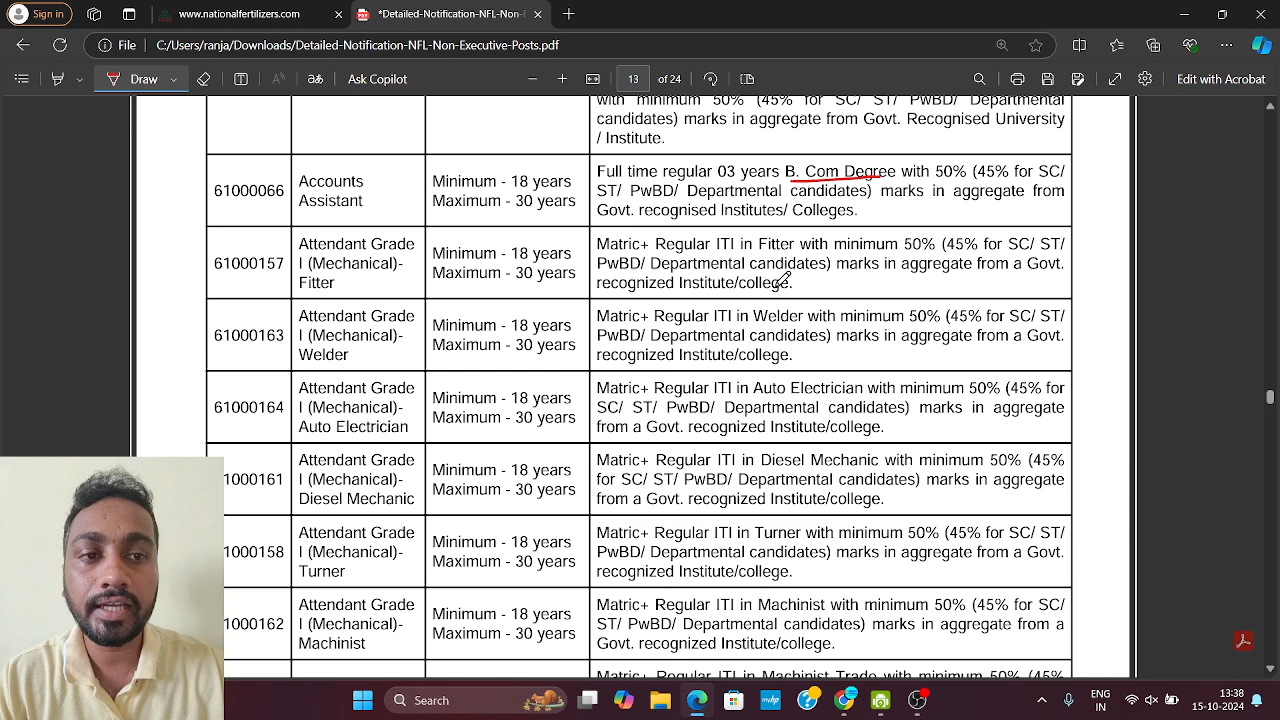 Sign in
www.nationalfertilizers.com
*Detailed-Notification-NFL-Non-E
File
C:/Users/ranja/Downloads/Detailed-Notification-NFL-Non-Executive-Posts.pdf
Draw
Ask Copilot
13 of 24
Edit with Acrobat
with minimum 50% (45% for SC/ ST/ PwBD/ Departmental
candidates) marks in aggregate from Govt. Recognised University
/ Institute.
61000066
Accounts
Assistant
Minimum - 18 years
Maximum - 30 years
Full time regular 03 years B. Com Degree with 50% (45% for SC/
ST/ PwBD/ Departmental candidates) marks in aggregate from
Govt. recognised Institutes/ Colleges.
61000157
Attendant Grade
I (Mechanical)-
Fitter
Minimum - 18 years
Maximum - 30 years
Matric+ Regular ITI in Fitter with minimum 50% (45% for SC/ ST/
PwBD/ Departmental candidates) marks in aggregate from a Govt.
recognized Institute/college.
61000163
Attendant Grade
I (Mechanical)-
Welder
Minimum - 18 years
Maximum - 30 years
Matric+ Regular ITI in Welder with minimum 50% (45% for SC/ ST/
PwBD/ Departmental candidates) marks in aggregate from a Govt.
recognized Institute/college.
61000164
Attendant Grade
I (Mechanical)-
Auto Electrician
Minimum - 18 years
Maximum - 30 years
Matric+ Regular ITI in Auto Electrician with minimum 50% (45% for
SC/ ST/ PwBD/ Departmental candidates) marks in aggregate
from a Govt. recognized Institute/college.
1000161
Attendant Grade
I (Mechanical)-
Diesel Mechanic
Minimum - 18 years
Maximum - 30 years
Matric+ Regular ITI in Diesel Mechanic with minimum 50% (45%
for SC/ ST/ PwBD/ Departmental candidates) marks in aggregate
from a Govt. recognized Institute/college.
1000158
Attendant Grade
I (Mechanical)-
Turner
Minimum - 18 years
Maximum - 30 years
Matric+ Regular ITI in Turner with minimum 50% (45% for SC/ ST/
PwBD/ Departmental candidates) marks in aggregate from a Govt.
recognized Institute/college.
1000162
Attendant Grade
I (Mechanical)-
Machinist
Minimum - 18 years
Maximum - 30 years
Matric+ Regular ITI in Machinist with minimum 50% (45% for SC/
ST/ PwBD/ Departmental candidates) marks in aggregate from a
Govt. recognized Institute/college.
Matric+ Regular ITI in Machinist Trade with minimum 50% (45%
Search
ENG
IN
13:38
15-10-2024